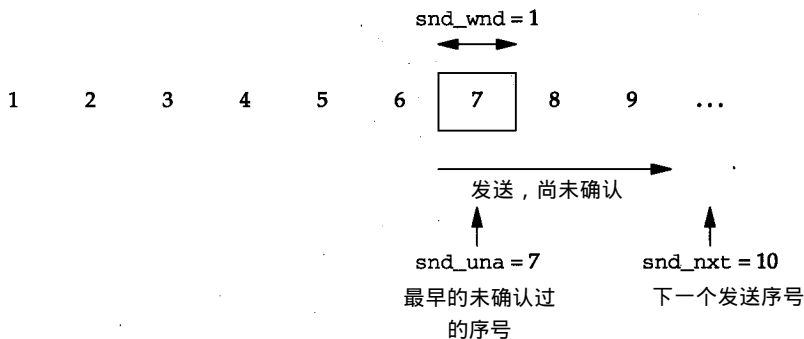 snd_wnd = 1
1 2 3 4 5 6 7 8 9 ...
发送，尚未确认
snd_una = 7 snd_nxt = 10
最早的未确认过 下一个发送序号
的序号